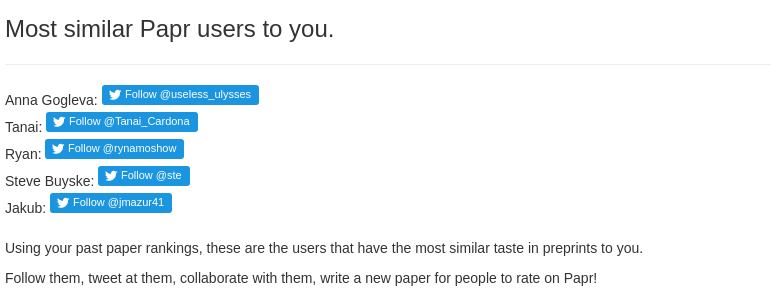 Most similar Papr users to you.
Anna Gogleva: Follow @useless_ulysses
Tanai: Follow @Tanai_Cardona
Ryan: Follow @rynamoshow
Steve Buyske: Follow @ste
Jakub: Follow @jmazur41
Using your past paper rankings, these are the users that have the most similar taste in preprints to you.
Follow them, tweet at them, collaborate with them, write a new paper for people to rate on Papr!